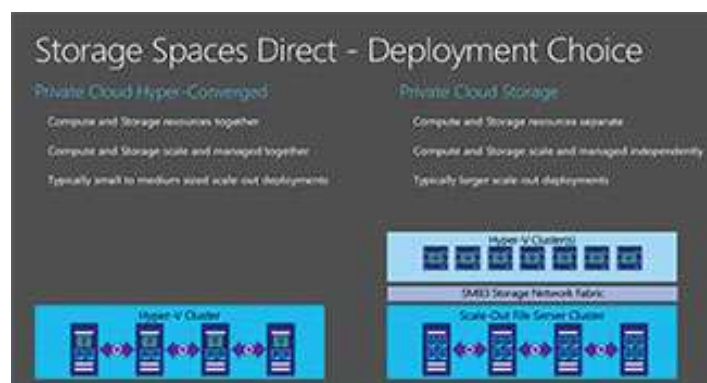 Storage Spaces Direct - Deployment Choice
Private Cloud Hyper-Converged
Compute and Storage resources together
Compute and Storage scale and managed together
Typically small to medium sized scale-out deployments
Private Cloud Storage
Compute and Storage resources separate
Compute and Storage scale and managed independently
Typically larger scale-out deployments
Hyper-V Cluster
Hyper-V Cluster(s)
SMB3 Storage Network Fabric
Scale-Out File Server Cluster